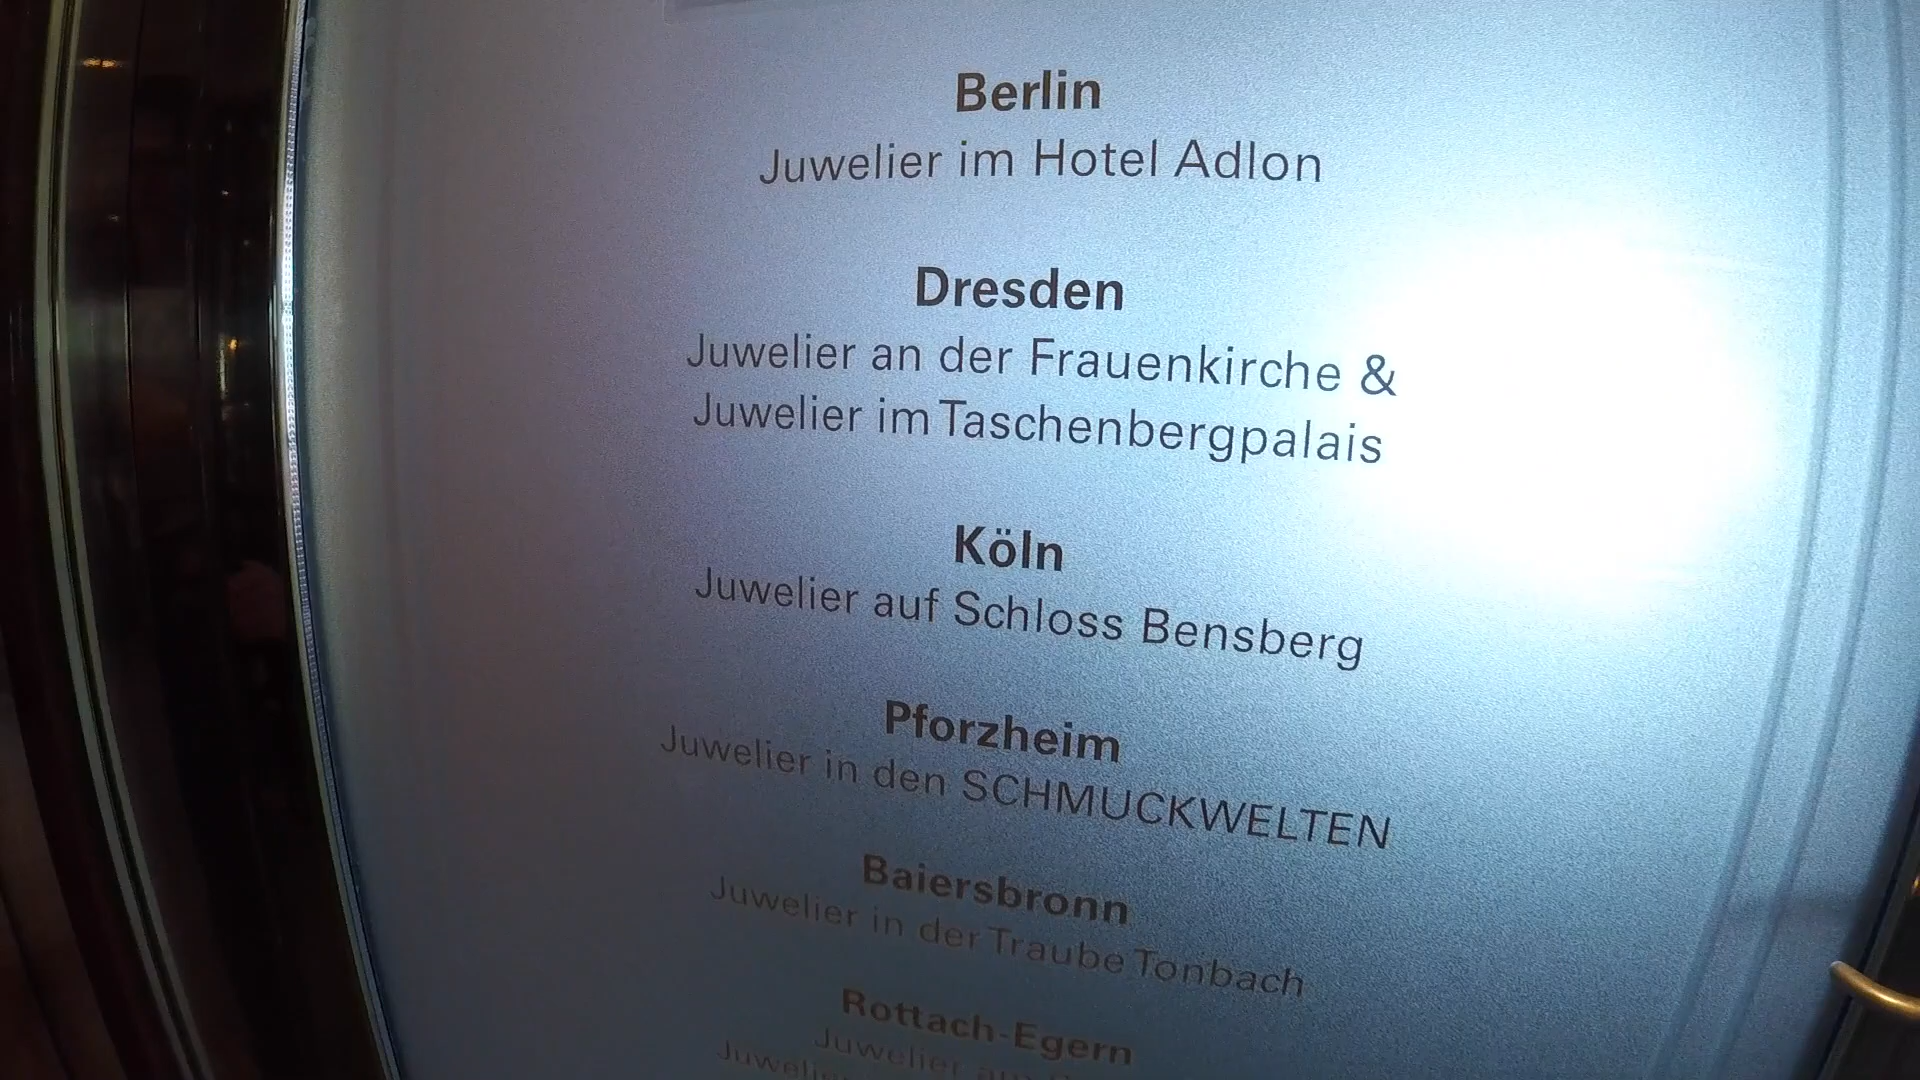 Berlin
Juwelier im Hotel Adlon
Dresden
Juwelier an der Frauenkirche &
Juwelier im Taschenbergpalais
Köln
Juwelier auf Schloss Bensberg
Pforzheim
Juwelier in den SCHMUCKWELTEN
Baiersbronn
Juwelier in der Traube Tonbach
Rottach-Egern
Juwelier